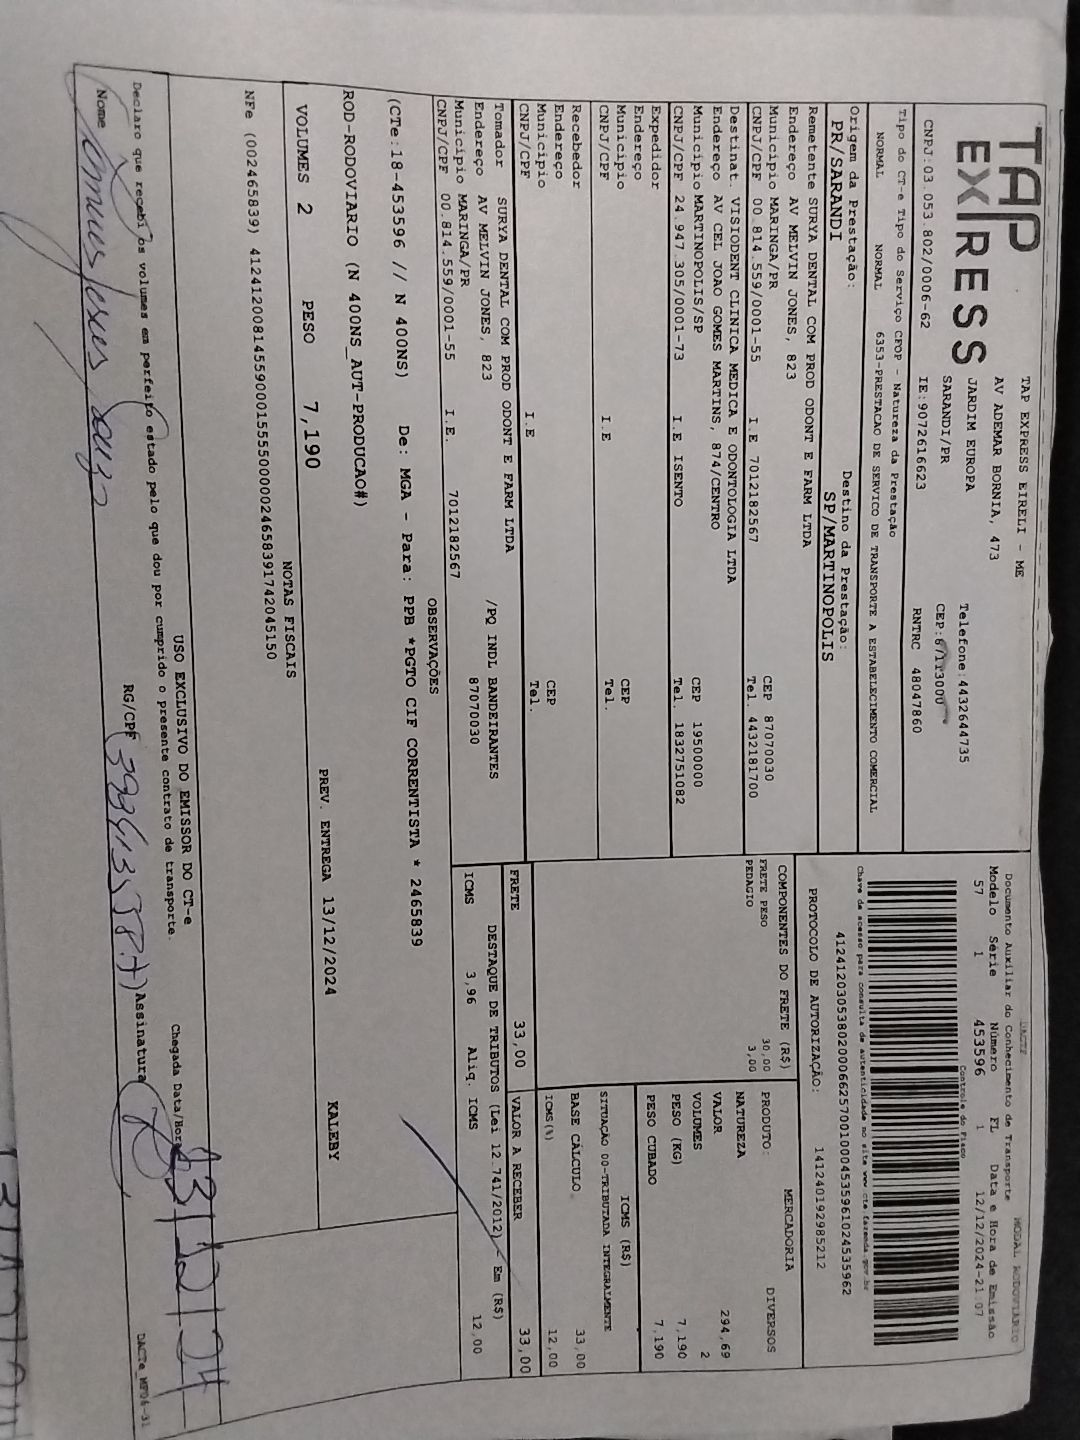 TAP
EXPRESS
TAP EXPRESS EIRELI - ME
AV ADEMAR BORNIA, 473
JARDIM EUROPA
SARANDI/PR
Telefone:4432644735
CNPJ:03.053.802/0006-62
IE:9072616623
RNTRC 48047860
Tipo do CT-e Tipo do Serviço CFOP - Natureza da Prestação
NORMAL NORMAL 6353-PRESTACAO DE SERVICO DE TRANSPORTE A ESTABELECIMENTO COMERCIAL
Origem da Prestação: Destino da Prestação:
PR/SARANDI SP/MARTINOPOLIS
Remetente SURYA DENTAL COM PROD ODONT E FARM LTDA
Endereço AV MELVIN JONES, 823
Municipio MARINGA/PR CEP 87070030
CNPJ/CPF 00.814.559/0001-55 I.E 7012182567 Tel. 4432181700
Destinat. VISIODENT CLINICA MEDICA E ODONTOLOGIA LTDA
Endereço AV CEL JOAO GOMES MARTINS, 874/CENTRO
Municipio MARTINOPOLIS/SP CEP 19500000
CNPJ/CPF 24.947.305/0001-73 I.E ISENTO Tel. 1832751082
Expedidor
Endereço
Municipio CEP
CNPJ/CPF I.E Tel.
Recebedor
Endereço
Municipio CEP
CNPJ/CPF I.E Tel.
Tomador SURYA DENTAL COM PROD ODONT E FARM LTDA
Endereço AV MELVIN JONES, 823 /PQ INDL BANDEIRANTES
Municipio MARINGA/PR 87070030
CNPJ/CPF 00.814.559/0001-55 I.E. 7012182567
DACTE MODAL RODOVIARIO
Documento Auxiliar do Conhecimento de Transporte
Modelo Série Número FL Data e Hora de Emissão
57 1 453596 1 12/12/2024-21:07
Controle do Fisco
Chave de acesso para consulta de autenticidade no site www.cte.fazenda.gov.br
41241203053802000662570010004535961024535962
PROTOCOLO DE AUTORIZAÇÃO: 141240192985212
COMPONENTES DO FRETE (R$)
FRETE PESO 30,00
PEDAGIO 3,00
MERCADORIA
PRODUTO: DIVERSOS
NATUREZA
VALOR 294,69
VOLUMES 2
PESO (KG) 7,190
PESO CUBADO 7,190
ICMS (R$)
SITUAÇÃO 00-TRIBUTADA INTEGRALMENTE
BASE CÁLCULO 33,00
ICMS(%) 12,00
FRETE 33,00 VALOR A RECEBER 33,00
DESTAQUE DE TRIBUTOS (Lei 12.741/2012) - Em (R$)
ICMS 3,96 Aliq. ICMS 12,00
OBSERVAÇÕES
(CTe:18-453596 // N 400NS) De: MGA - Para: PPB *PGTO CIF CORRENTISTA * 2465839
ROD-RODOVIARIO (N 400NS_AUT-PRODUCAO#)
VOLUMES 2 PESO 7,190 PREV. ENTREGA 13/12/2024 KALEBY
NOTAS FISCAIS
NFe (002465839) 41241200814559000155550000024658391742045150
USO EXCLUSIVO DO EMISSOR DO CT-e
Declaro que recebi os volumes em perfeito estado pelo que dou por cumprido o presente contrato de transporte.
Chegada Data/Hora 13/12/24
Nome RG/CPF Assinatura
DACTe_MF06-31